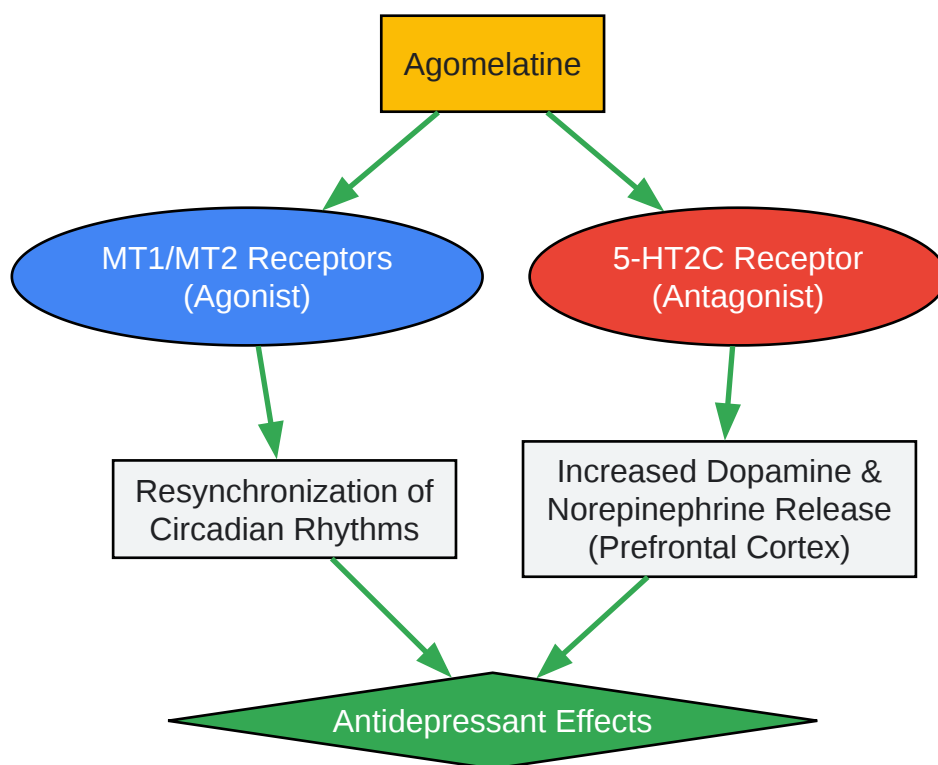 Agomelatine
MT1/MT2 Receptors
(Agonist)
5-HT2C Receptor
(Antagonist)
Resynchronization of
Circadian Rhythms
Increased Dopamine &
Norepinephrine Release
(Prefrontal Cortex)
Antidepressant Effects